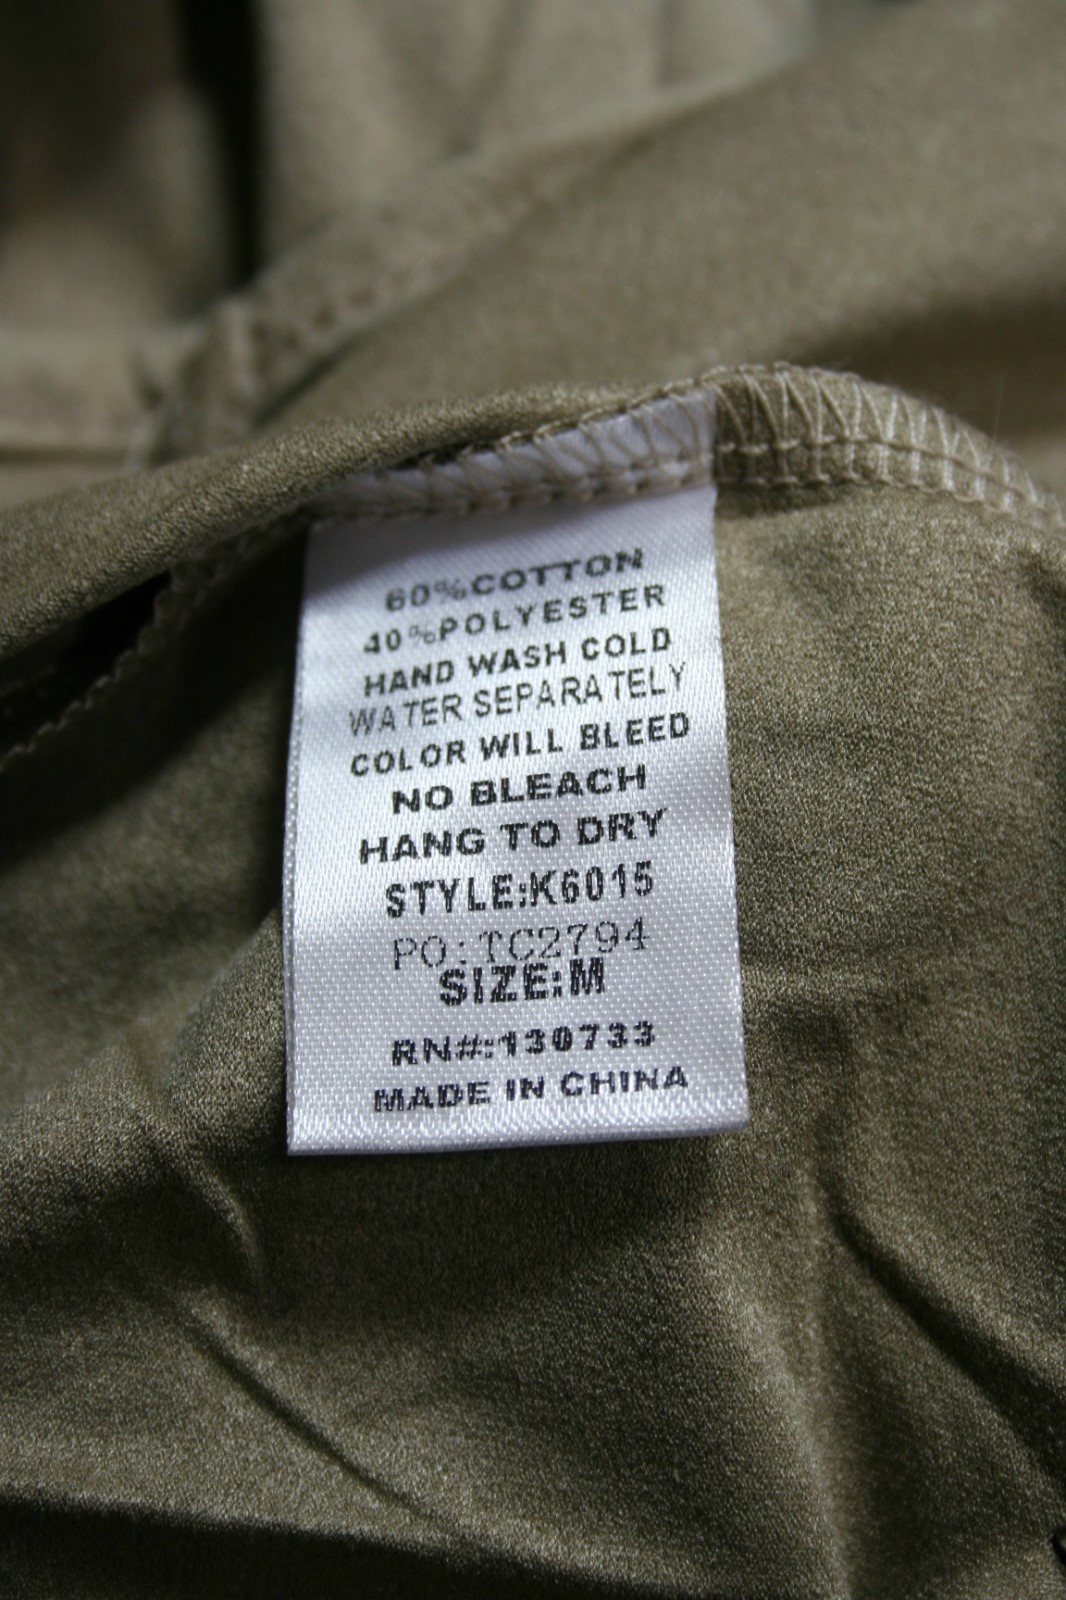 60%COTTON
40%POLYESTER
HAND WASH COLD
WATER SEPARATELY
COLOR WILL BLEED
NO BLEACH
HANG TO DRY
STYLE:K6015
PO:TC2794
SIZE:M
RN#:130733
MADE IN CHINA